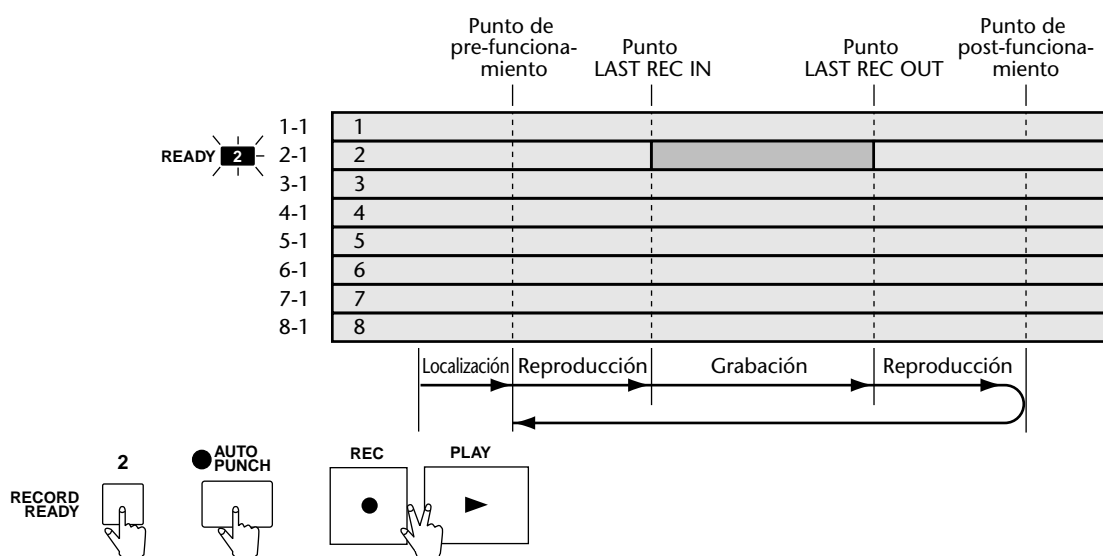 Punto de
pre-funciona-
miento
Punto
LAST REC IN
Punto
LAST REC OUT
Punto de
post-funciona-
miento
1-1 1
READY 2 2-1 2
3-1 3
4-1 4
5-1 5
6-1 6
7-1 7
8-1 8
Localización Reproducción Grabación Reproducción
RECORD
READY
2
AUTO
PUNCH
REC
PLAY